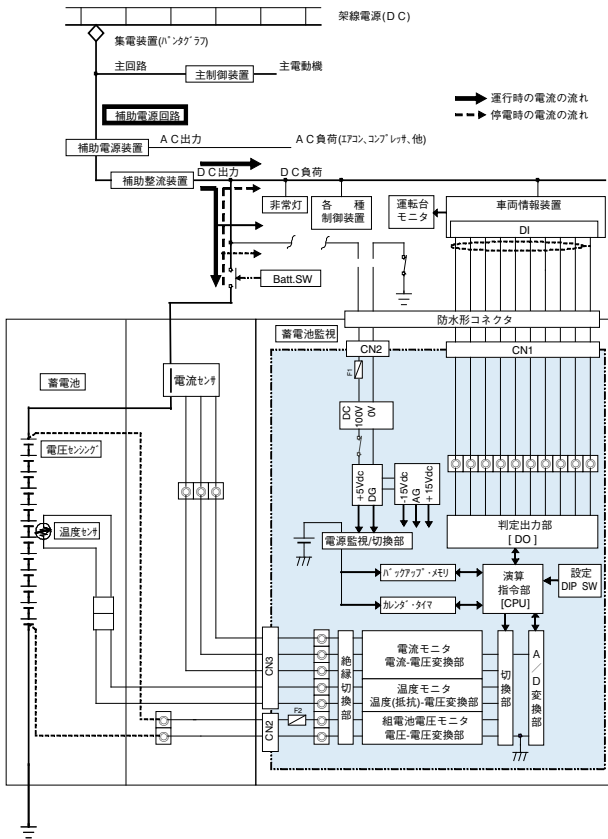 架線電源(DC)
集電装置(ﾊﾟﾝﾀｸﾞﾗﾌ)
主回路
主制御装置
主電動機
補助電源回路
運行時の電流の流れ
停電時の電流の流れ
補助電源装置
AC出力
AC負荷(ｴｱｺﾝ、ｺﾝﾌﾟﾚｯｻ、他)
補助整流装置
DC出力
DC負荷
非常灯
各種
制御装置
運転台
モニタ
車両情報装置
DI
Batt.SW
防水形コネクタ
蓄電池監視
CN2
CN1
蓄電池
電流ｾﾝｻ
F1
DC
100V
0V
電圧ｾﾝｼﾝｸﾞ
+5Vdc
DG
-15Vdc
AG
+15Vdc
温度ｾﾝｻ
電源監視/切換部
判定出力部
[DO]
ﾊﾞｯｸｱｯﾌﾟ・ﾒﾓﾘ
ｶﾚﾝﾀﾞ・ﾀｲﾏ
演算
指令部
[CPU]
設定
DIP SW
CN3
絶縁切換部
電流モニタ
電流-電圧変換部
温度モニタ
温度(抵抗)-電圧変換部
組電池電圧モニタ
電圧-電圧変換部
切換部
A/D変換部
CN2
F2